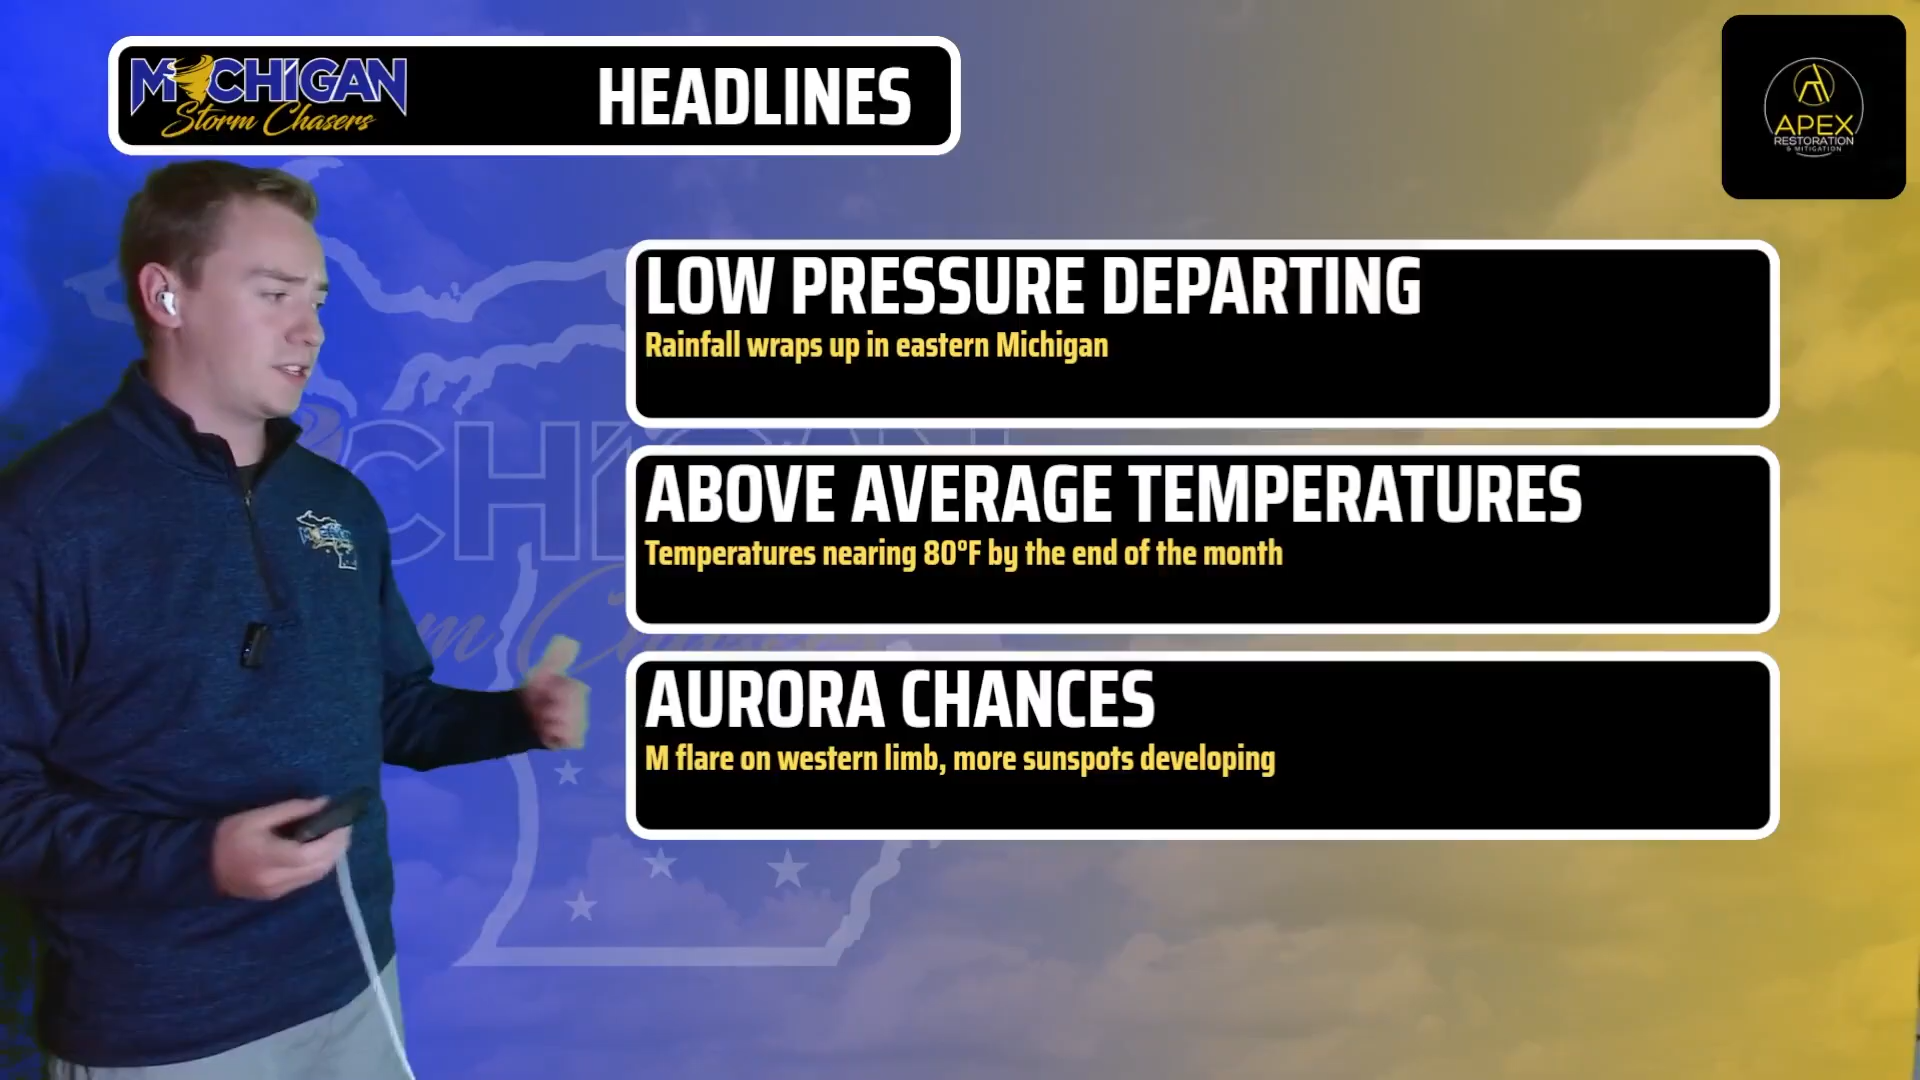 MICHIGAN
Storm Chasers
HEADLINES
APEX
RESTORATION
& MITIGATION
LOW PRESSURE DEPARTING
Rainfall wraps up in eastern Michigan
ABOVE AVERAGE TEMPERATURES
Temperatures nearing 80°F by the end of the month
AURORA CHANCES
M flare on western limb, more sunspots developing